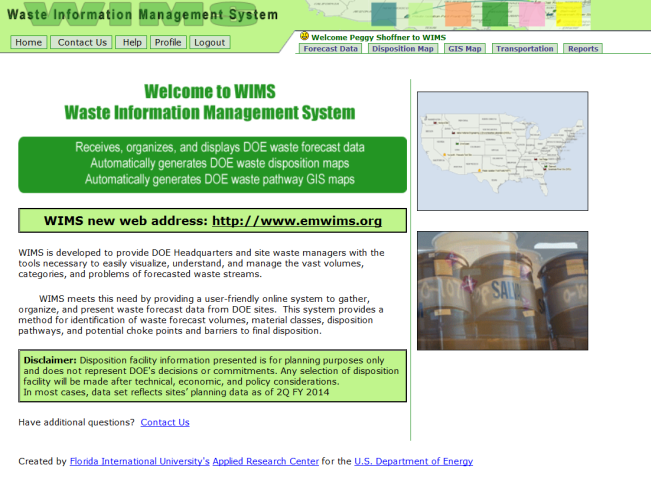 Waste Information Management System
Home Contact Us Help Profile Logout
Welcome Peggy Shoffner to WIMS
Forecast Data Disposition Map GIS Map Transportation Reports
Welcome to WIMS
Waste Information Management System
Receives, organizes, and displays DOE waste forecast data
Automatically generates DOE waste disposition maps
Automatically generates DOE waste pathway GIS maps
WIMS new web address: http://www.emwims.org
WIMS is developed to provide DOE Headquarters and site waste managers with the
tools necessary to easily visualize, understand, and manage the vast volumes,
categories, and problems of forecasted waste streams.
WIMS meets this need by providing a user-friendly online system to gather,
organize, and present waste forecast data from DOE sites. This system provides a
method for identification of waste forecast volumes, material classes, disposition
pathways, and potential choke points and barriers to final disposition.
Disclaimer: Disposition facility information presented is for planning purposes only
and does not represent DOE's decisions or commitments. Any selection of disposition
facility will be made after technical, economic, and policy considerations.
In most cases, data set reflects sites' planning data as of 2Q FY 2014
Have additional questions? Contact Us
Created by Florida International University's Applied Research Center for the U.S. Department of Energy